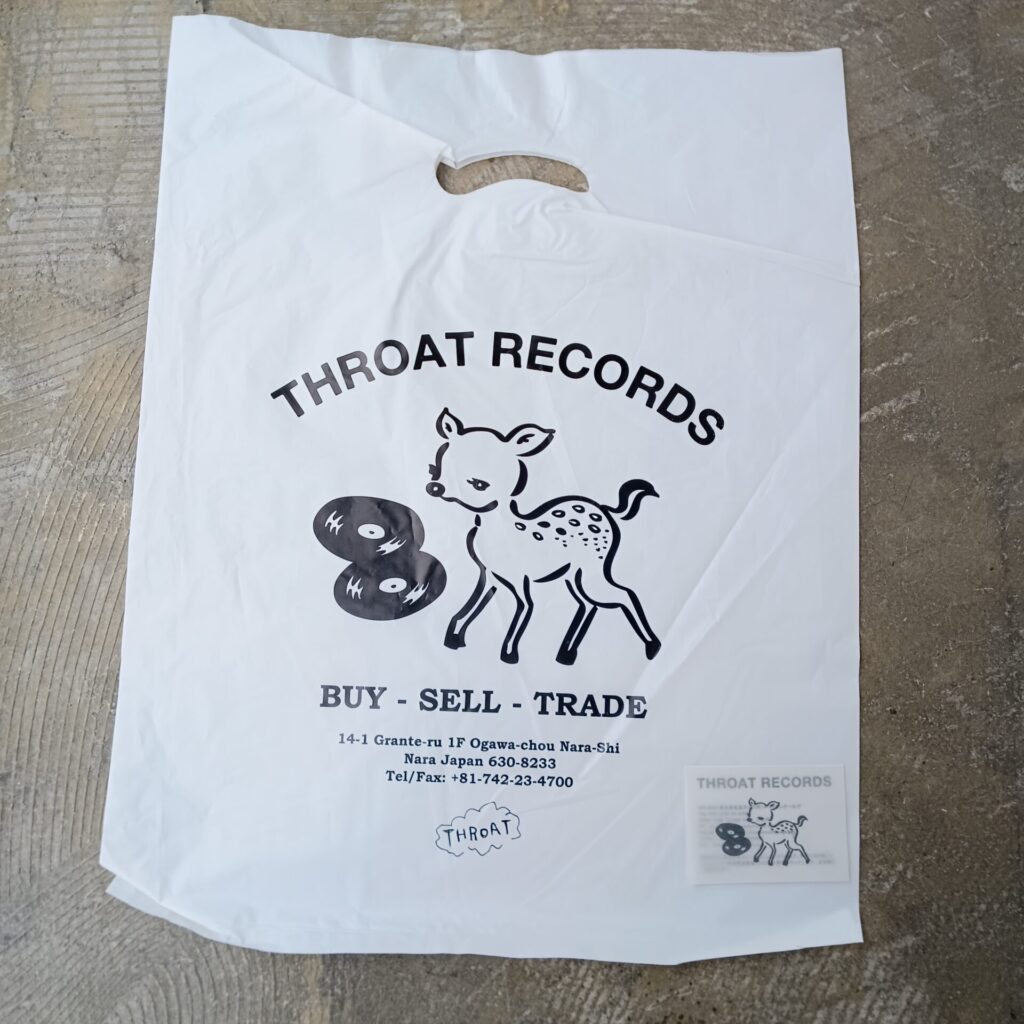 THROAT RECORDS
BUY - SELL - TRADE
14-1 Grante-ru 1F Ogawa-chou Nara-Shi
Nara Japan 630-8233
Tel/Fax: +81-742-23-4700
THROAT
THROAT RECORDS